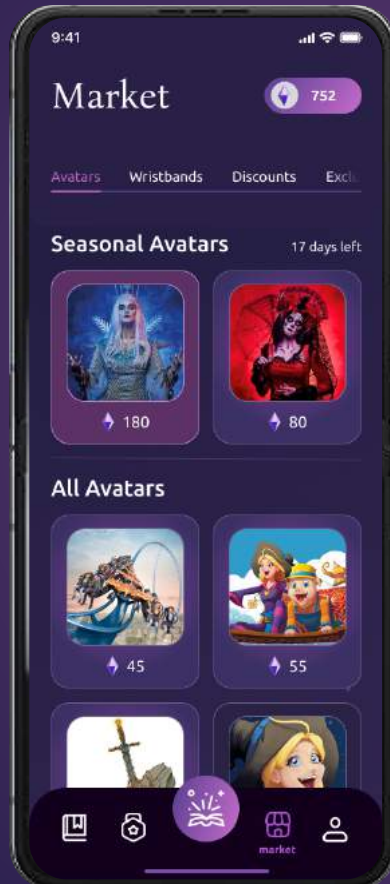 9:41
Market
752
Avatars Wristbands Discounts Excl
Seasonal Avatars 17 days left
180 80
All Avatars
45 55
market